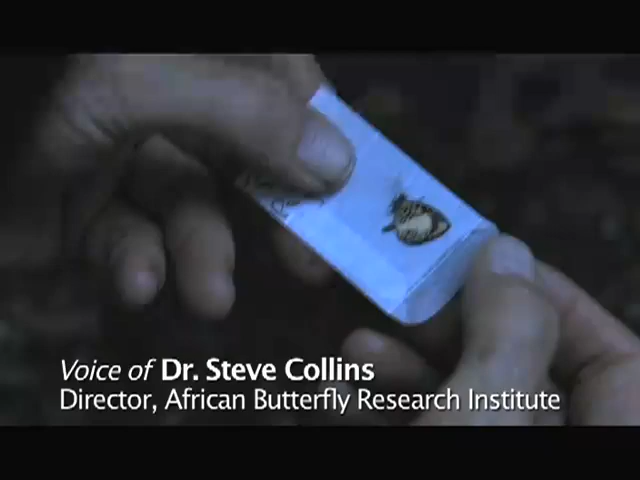 Voice of Dr. Steve Collins
Director, African Butterfly Research Institute